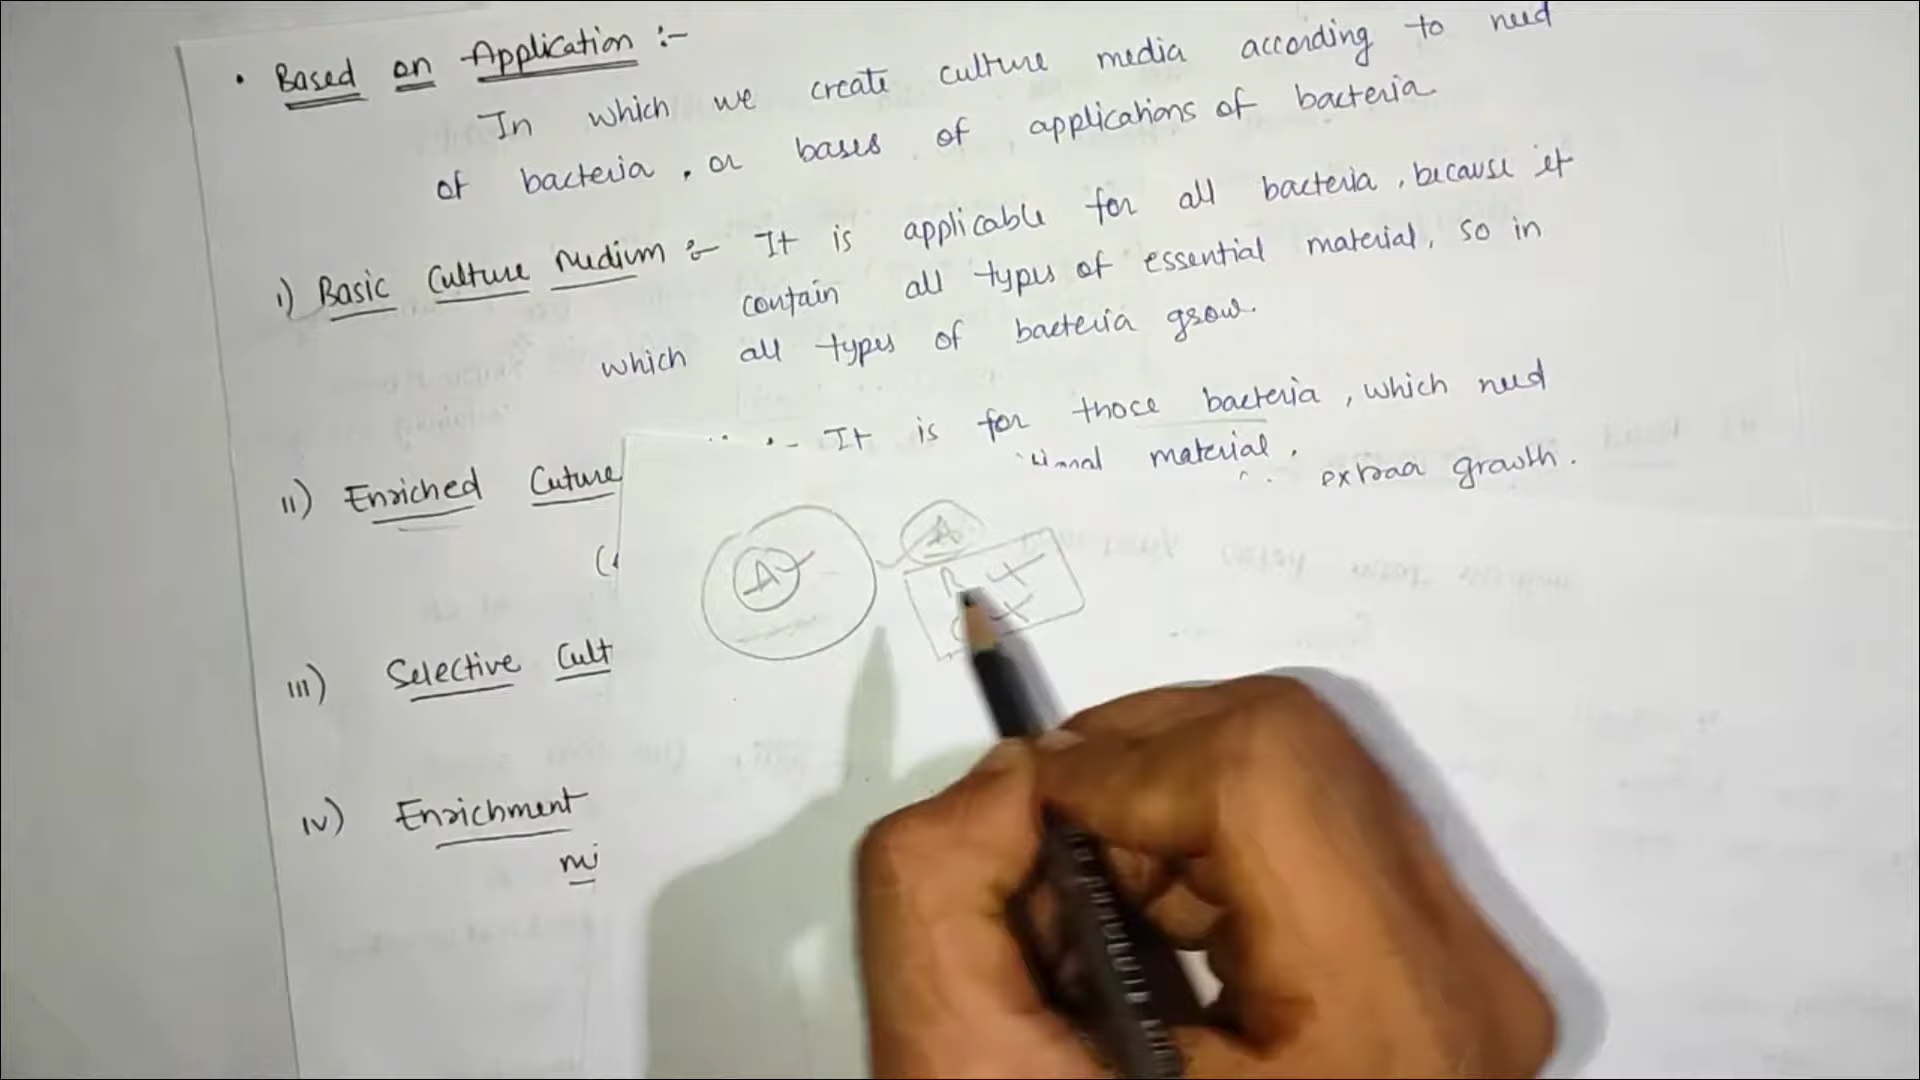 • Based on Application :-
In which we create culture media according to need
of bacteria, or bases of applications of bacteria
i) Basic Culture Medium :- It is applicable for all bacteria, because it
contain all types of essential material, so in
which all types of bacteria grow.
ii) Enriched Cuture :- It is for those bacteria, which need
material.
extraa growth.
A A
B X
C X
iii) Selective Cult
iv) Enrichment
mi